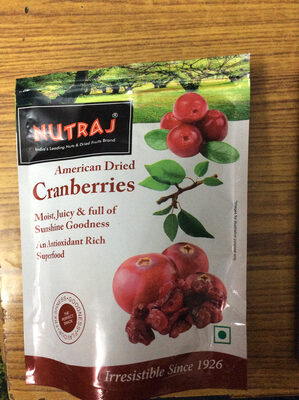 NUTRAJ®
India's Leading Nuts & Dried Fruits Brand
American Dried
Cranberries
Moist, Juicy & full of
Sunshine Goodness
An Antioxidant Rich
Superfood
Irresistible Since 1926